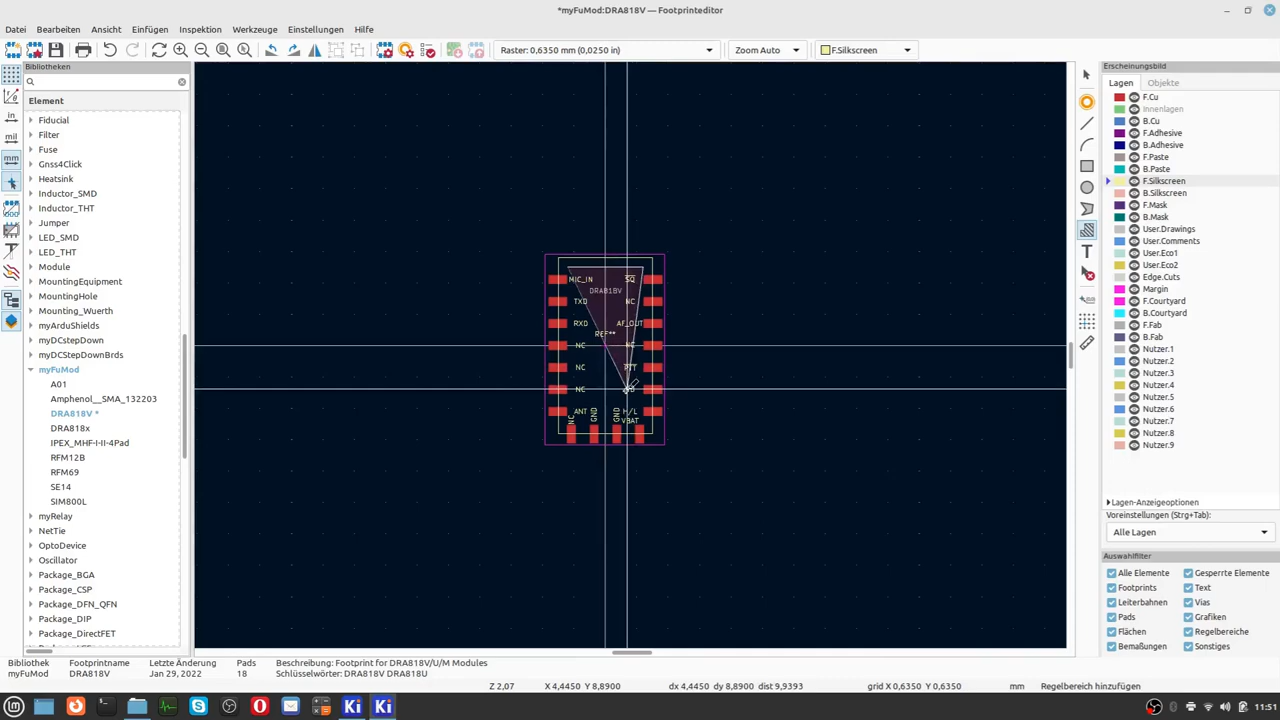 *myFuMod:DRA818V — Footprinteditor
Datei Bearbeiten Ansicht Einfügen Inspektion Werkzeuge Einstellungen Hilfe
Raster: 0,6350 mm (0,0250 in)
Zoom Auto
F.Silkscreen
Bibliotheken
Element
Fiducial
Filter
Fuse
Gnss4Click
Heatsink
Inductor_SMD
Inductor_THT
Jumper
LED_SMD
LED_THT
Module
MountingEquipment
MountingHole
Mounting_Wuerth
myArduShields
myDCstepDown
myDCStepDownBrds
myFuMod
A01
Amphenol__SMA_132203
DRA818V *
DRA818x
IPEX_MHF-I-II-4Pad
RFM12B
RFM69
SE14
SIM800L
myRelay
NetTie
OptoDevice
Oscillator
Package_BGA
Package_CSP
Package_DFN_QFN
Package_DIP
Package_DirectFET
in
mil
mm
MIC_IN SQ
DRA818V
TXD NC
RXD AF_OUT
REF**
NC NC
NC PTT
NC
ANT H/L
NC GND GND VBAT
Erscheinungsbild
Lagen Objekte
F.Cu
Innenlagen
B.Cu
F.Adhesive
B.Adhesive
F.Paste
B.Paste
F.Silkscreen
B.Silkscreen
F.Mask
B.Mask
User.Drawings
User.Comments
User.Eco1
User.Eco2
Edge.Cuts
Margin
F.Courtyard
B.Courtyard
F.Fab
B.Fab
Nutzer.1
Nutzer.2
Nutzer.3
Nutzer.4
Nutzer.5
Nutzer.6
Nutzer.7
Nutzer.8
Nutzer.9
Lagen-Anzeigeoptionen
Voreinstellungen (Strg+Tab):
Alle Lagen
Auswahlfilter
Alle Elemente Gesperrte Elemente
Footprints Text
Leiterbahnen Vias
Pads Grafiken
Flächen Regelbereiche
Bemaßungen Sonstiges
Bibliothek Footprintname Letzte Änderung Pads Beschreibung: Footprint for DRA818V/U/M Modules
myFuMod DRA818V Jan 29, 2022 18 Schlüsselwörter: DRA818V DRA818U
Z 2,07 X 4,4450 Y 8,8900 dx 4,4450 dy 8,8900 dist 9,9393 grid X 0,6350 Y 0,6350 mm Regelbereich hinzufügen
Ki Ki
11:51